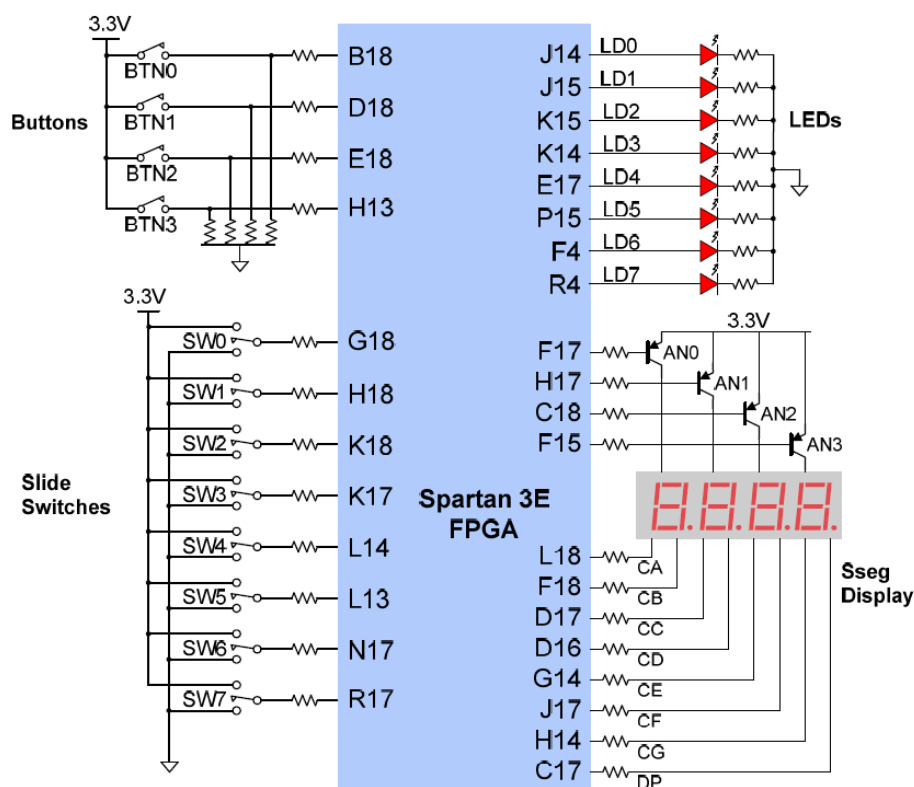 3.3V
BTN0
BTN1
BTN2
BTN3
Buttons
B18
D18
E18
H13
3.3V
SW0
SW1
SW2
SW3
SW4
SW5
SW6
SW7
Slide
Switches
G18
H18
K18
K17
L14
L13
N17
R17
Spartan 3E
FPGA
J14 LD0
J15 LD1
K15 LD2
K14 LD3
E17 LD4
P15 LD5
F4 LD6
R4 LD7
LEDs
3.3V
F17 AN0
H17 AN1
C18 AN2
F15 AN3
8.8.8.8.
L18 CA
F18 CB
D17 CC
D16 CD
G14 CE
J17 CF
H14 CG
C17 DP
Sseg
Display